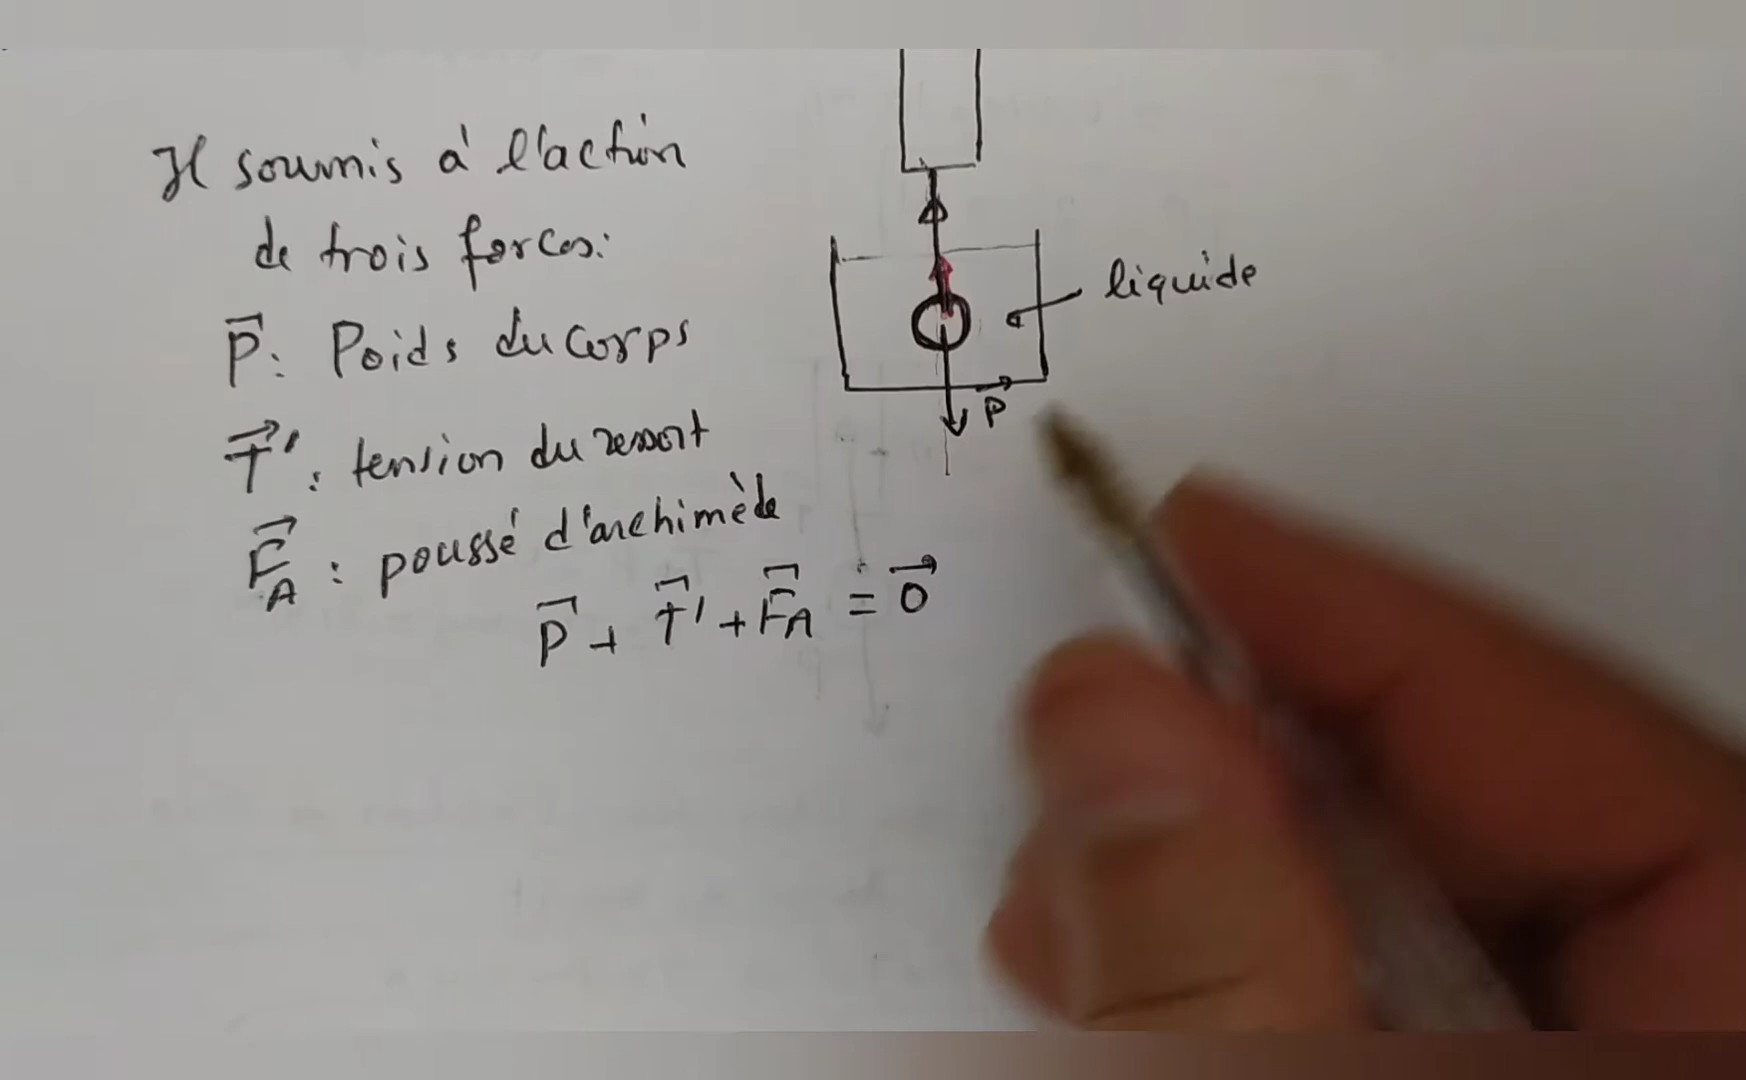 Il soumis à l'action
de trois forces:
P: Poids du corps
T': tension du ressort
FA: poussé d'archimède
P + T' + FA = 0
liquide
P